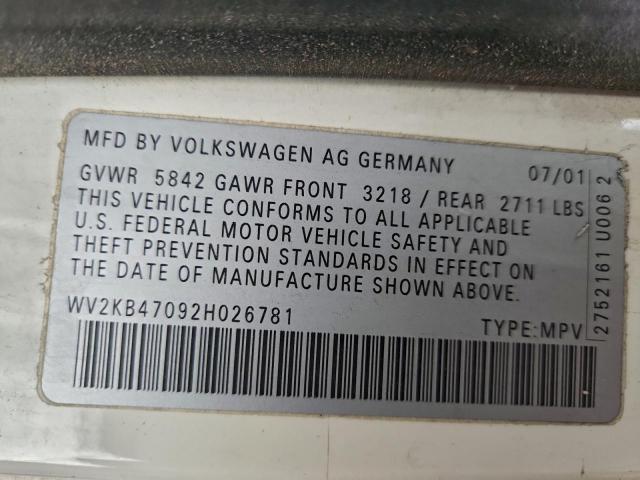 MFD BY VOLKSWAGEN AG GERMANY 07/01
GVWR 5842 GAWR FRONT 3218 / REAR 2711 LBS
THIS VEHICLE CONFORMS TO ALL APPLICABLE
U.S. FEDERAL MOTOR VEHICLE SAFETY AND
THEFT PREVENTION STANDARDS IN EFFECT ON
THE DATE OF MANUFACTURE SHOWN ABOVE.
WV2KB47092H026781 TYPE:MPV
2752161 U006 2